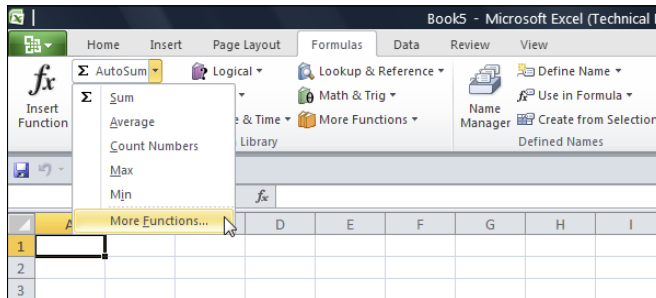 Book5 - Microsoft Excel (Technical
Home Insert Page Layout Formulas Data Review View
Σ AutoSum Logical Lookup & Reference Define Name
fx Insert Function
Σ Sum
Math & Trig
Name Manager
fx Use in Formula
Average
& Time More Functions
Create from Selection
Count Numbers
Library
Defined Names
Max
Min
fx
More Functions...
A D E F G H I
1
2
3